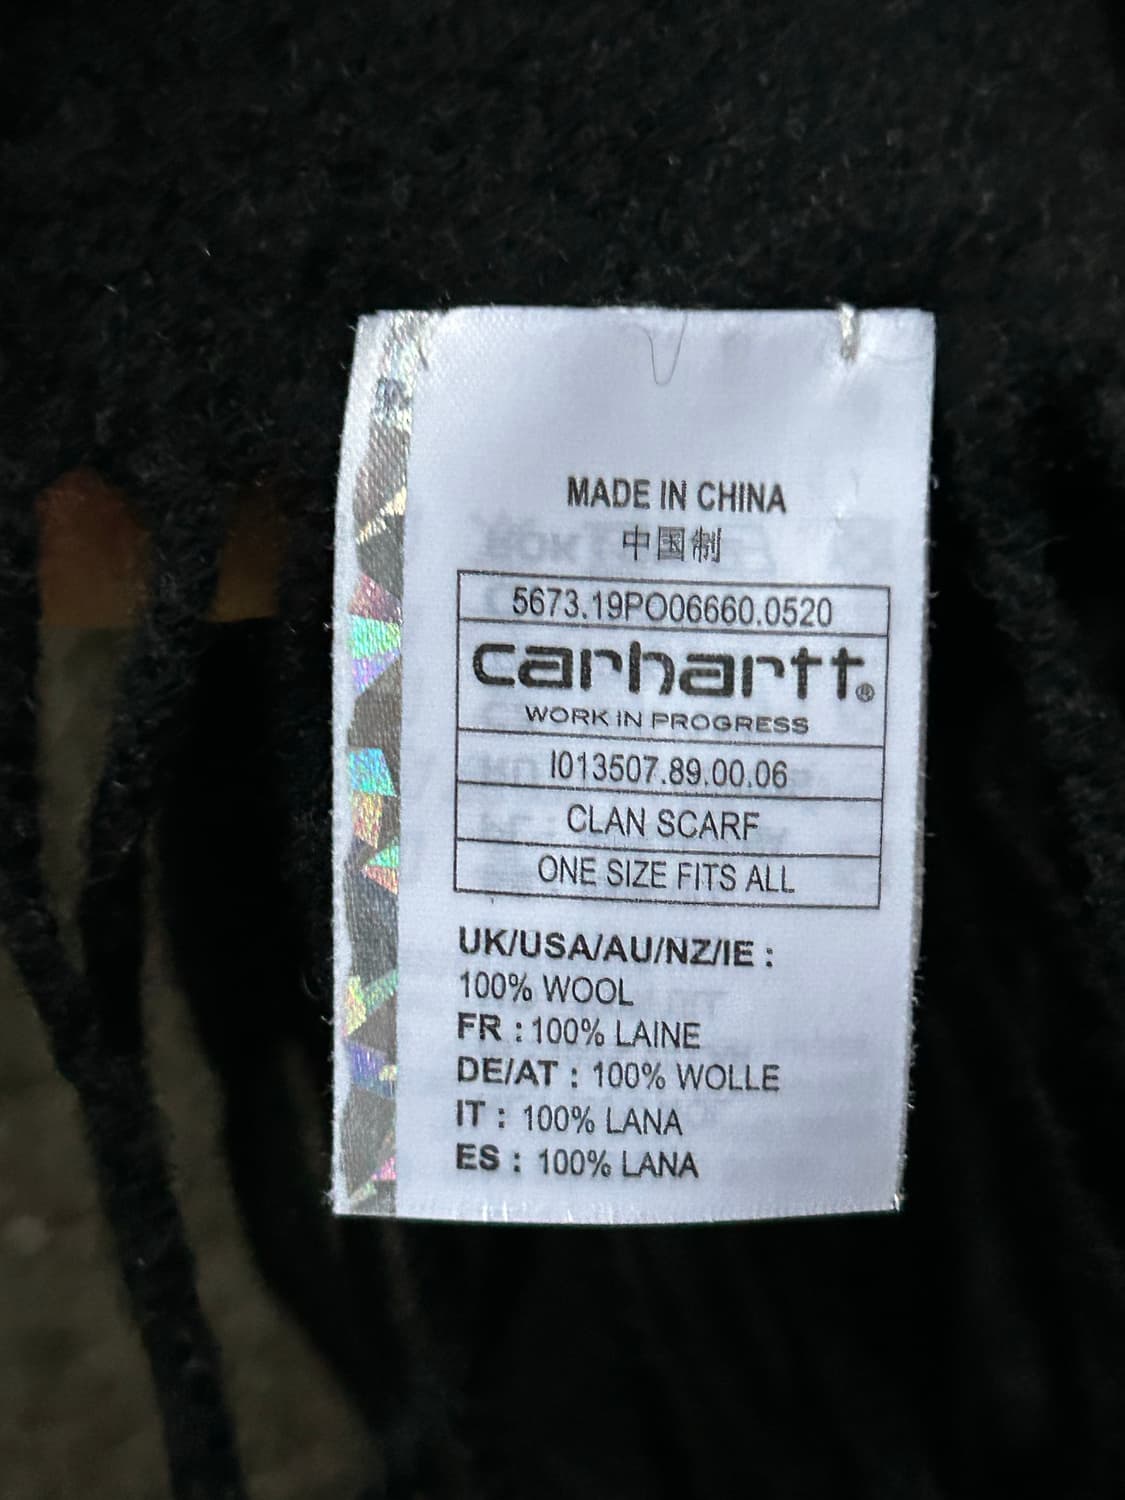 MADE IN CHINA
中国制
5673.19PO06660.0520
carhartt®
WORK IN PROGRESS
I013507.89.00.06
CLAN SCARF
ONE SIZE FITS ALL
UK/USA/AU/NZ/IE :
100% WOOL
FR : 100% LAINE
DE/AT : 100% WOLLE
IT : 100% LANA
ES : 100% LANA